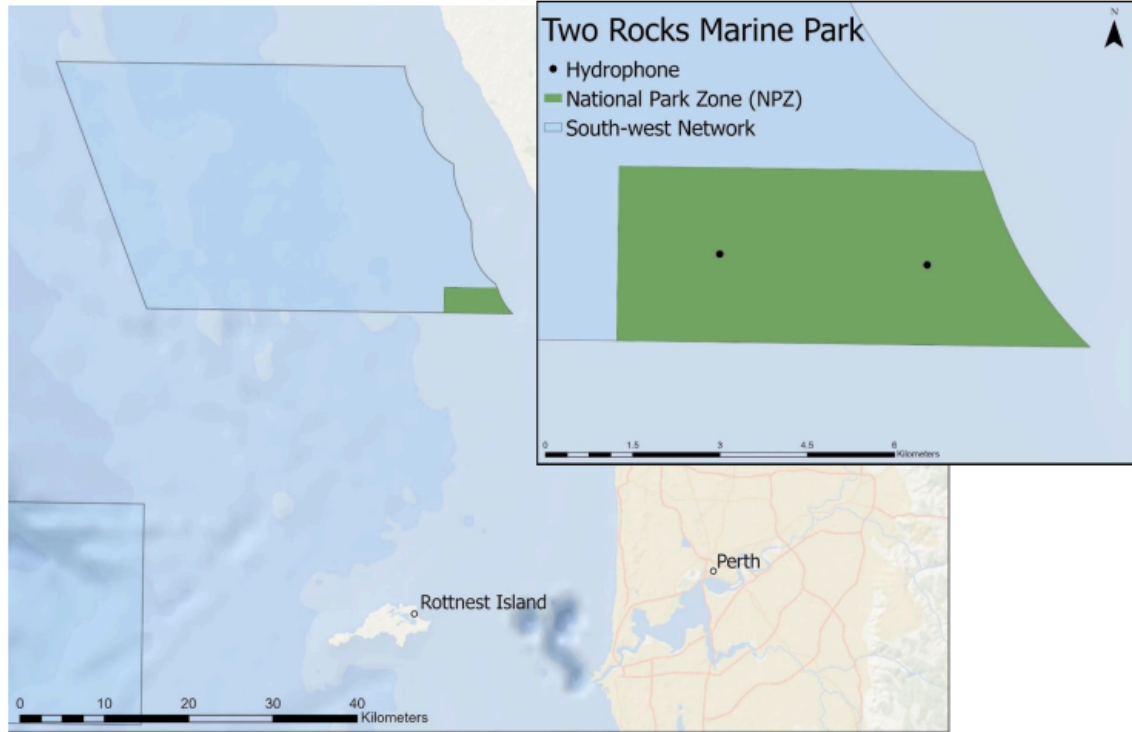 Two Rocks Marine Park
N
Hydrophone
National Park Zone (NPZ)
South-west Network
0 1.5 3 4.5 6
Kilometers
Perth
Rottnest Island
0 10 20 30 40
Kilometers